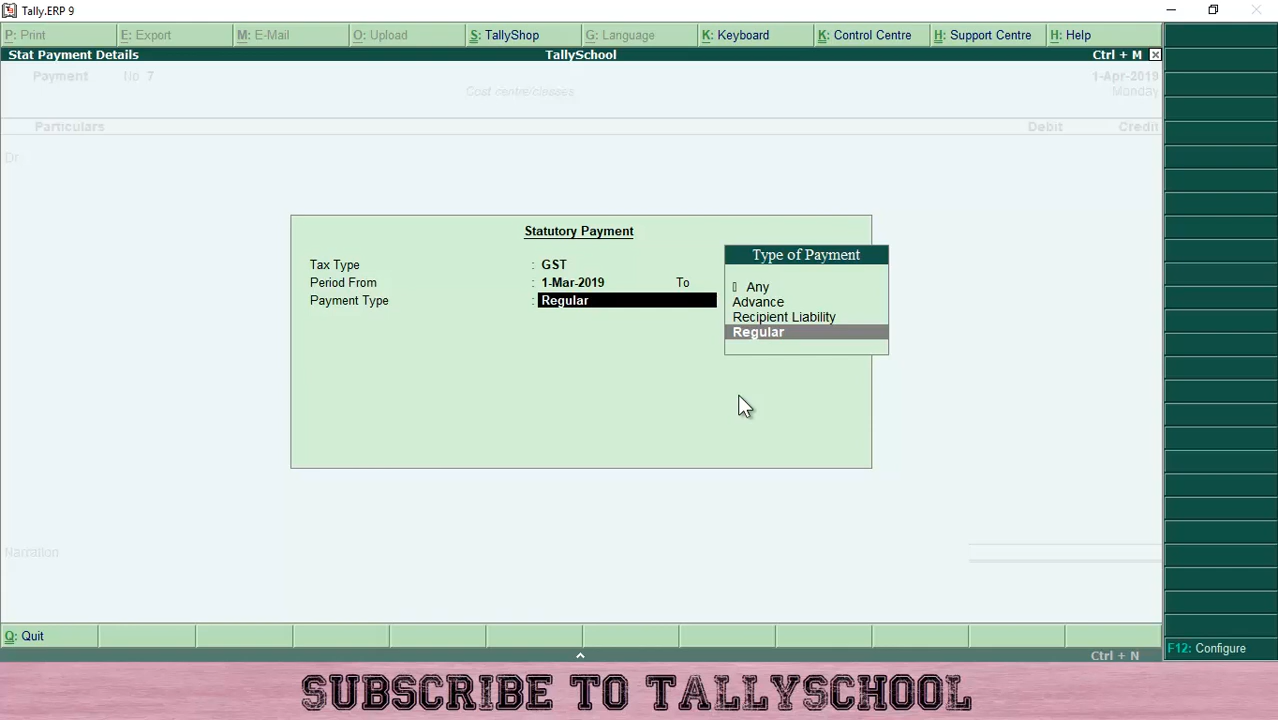 Tally.ERP 9
P: Print E: Export M: E-Mail O: Upload S: TallyShop G: Language K: Keyboard K: Control Centre H: Support Centre H: Help
Stat Payment Details TallySchool Ctrl + M
Payment No. 7 1-Apr-2019
Cost centre/classes Monday
Particulars Debit Credit
Dr
Statutory Payment
Tax Type : GST
Period From : 1-Mar-2019 To
Payment Type : Regular
Type of Payment
Any
Advance
Recipient Liability
Regular
Narration
Q: Quit
Ctrl + N
F12: Configure
SUBSCRIBE TO TALLYSCHOOL